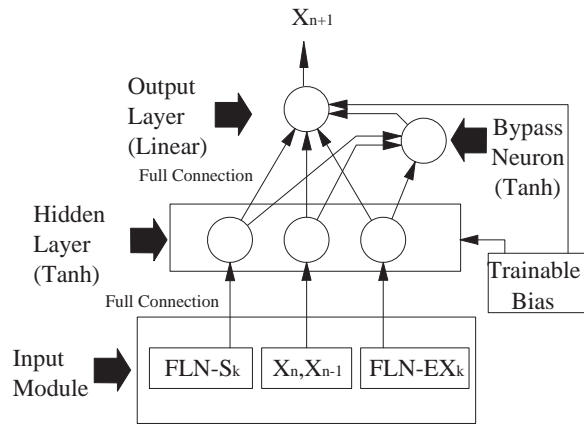 Xn+1
Output
Layer
(Linear)
Bypass
Neuron
(Tanh)
Full Connection
Hidden
Layer
(Tanh)
Trainable
Bias
Full Connection
Input
Module
FLN-Sk
Xn,Xn-1
FLN-EXk